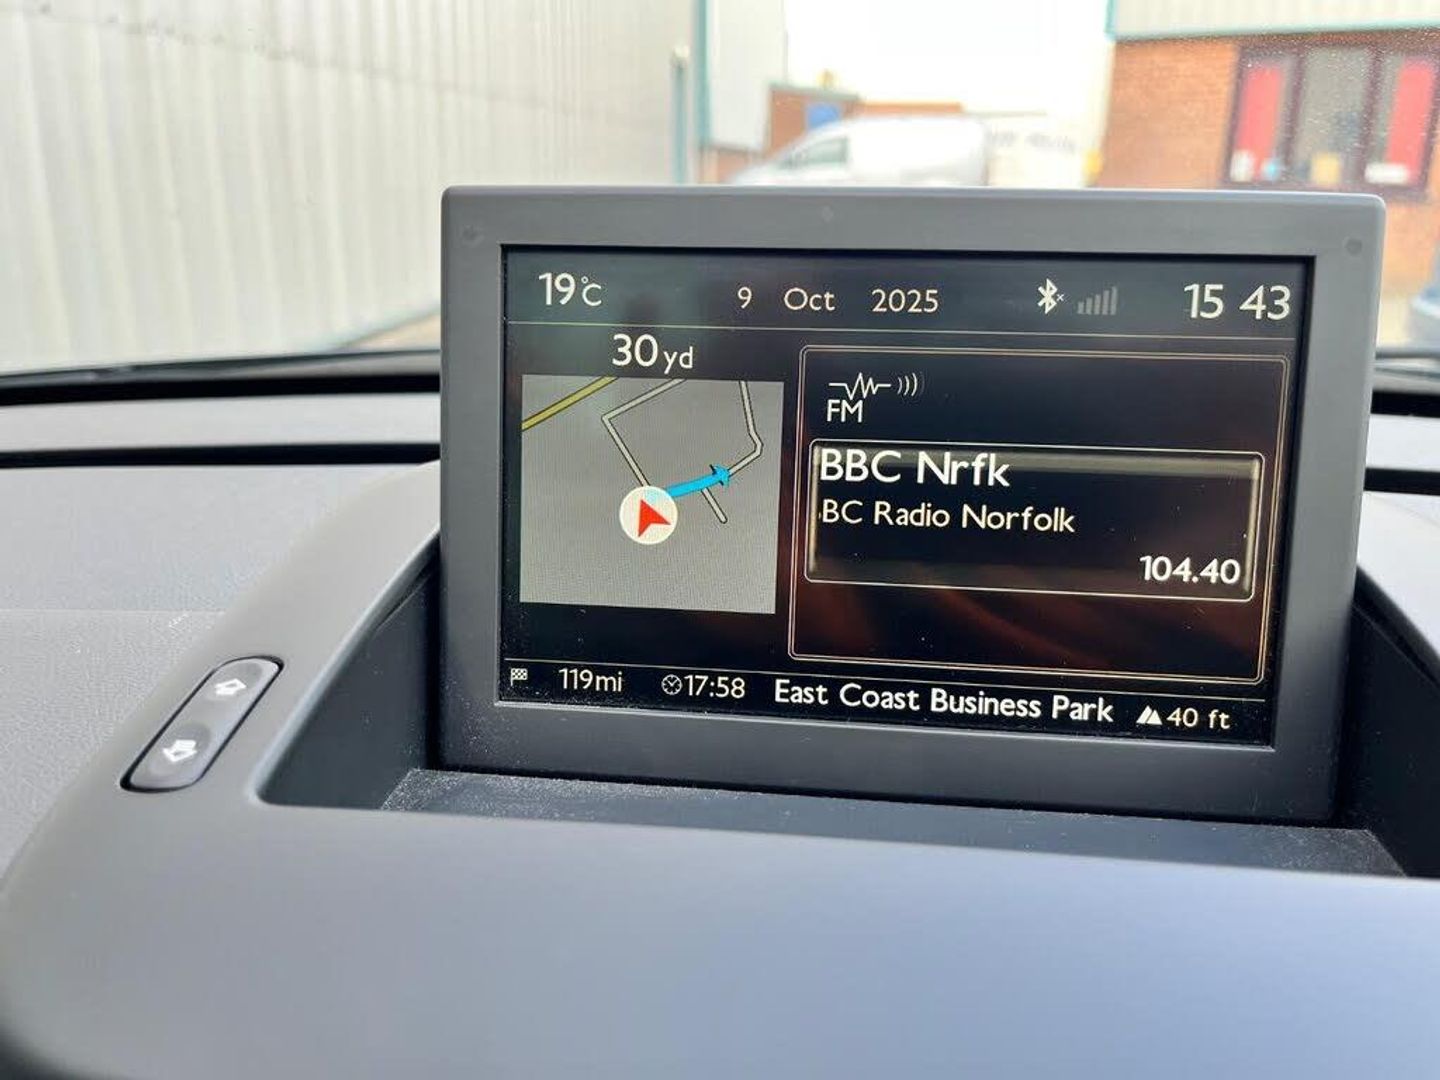 19°C 9 Oct 2025 15 43
30yd
FM
BBC Nrfk
BC Radio Norfolk
104.40
119mi 17:58 East Coast Business Park 40 ft